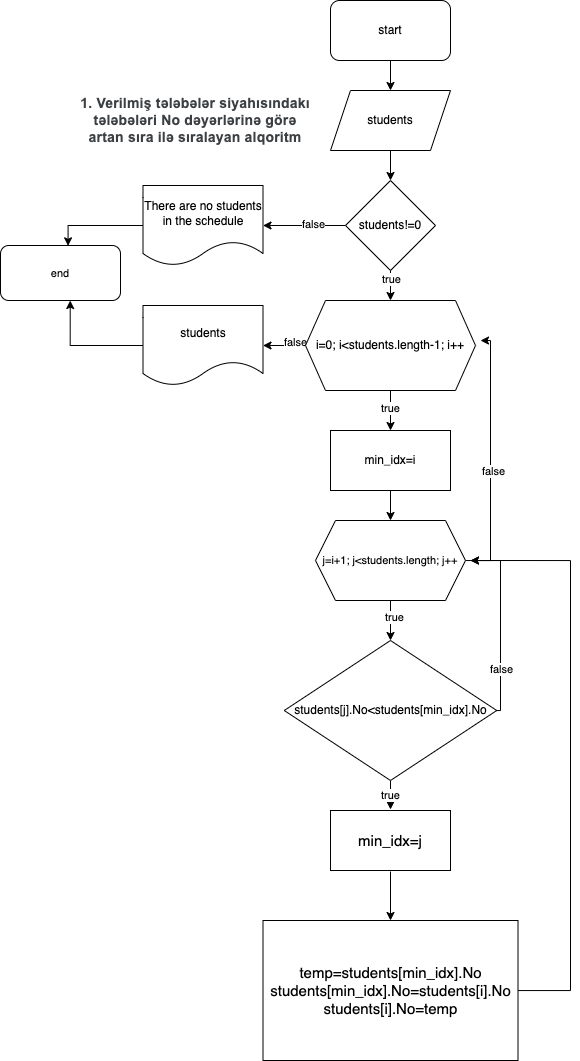 start
1. Verilmiş tələbələr siyahısındakı
tələbələri No dəyərlərinə görə
artan sıra ilə sıralayan alqoritm
students
There are no students
in the schedule
false
students!=0
end
true
students
false
i=0; i<students.length-1; i++
true
min_idx=i
false
j=i+1; j<students.length; j++
true
false
students[j].No<students[min_idx].No
true
min_idx=j
temp=students[min_idx].No
students[min_idx].No=students[i].No
students[i].No=temp